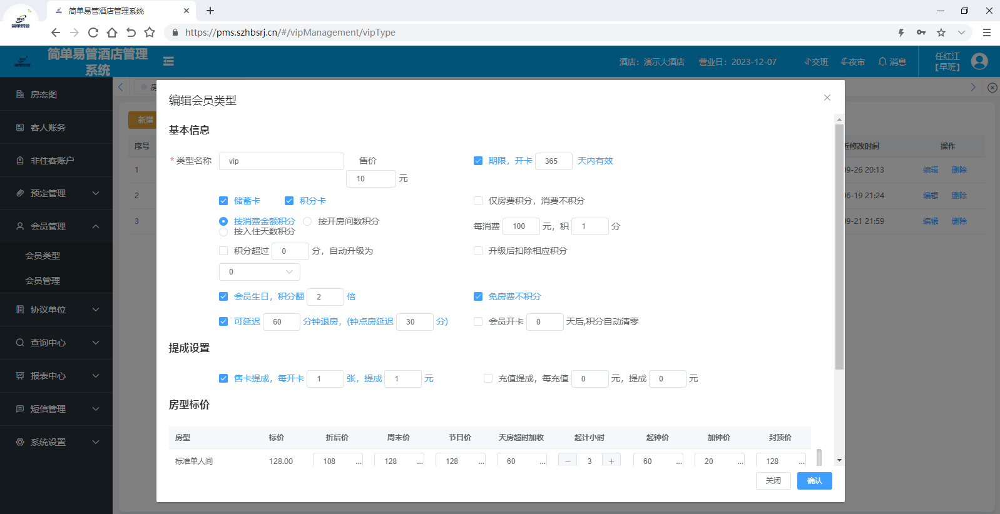 简单易管酒店管理系统
https://pms.szhbsrj.cn/#/vipManagement/vipType
简单易管酒店管理系统
酒店：演示大酒店 营业日：2023-12-07 交班 夜审 消息 任红江【早班】
房态图
客人账务
非住客账户
预定管理
会员管理
会员类型
会员管理
协议单位
查询中心
报表中心
短信管理
系统设置
新增
序号
1
2
3
近修改时间 操作
09-26 20:13 编辑 删除
06-19 21:24 编辑 删除
09-21 21:59 编辑 删除
编辑会员类型
基本信息
* 类型名称 vip 售价 10 元 期限，开卡 365 天内有效
储蓄卡 积分卡 仅房费积分，消费不积分
按消费金额积分 按开房间数积分 按入住天数积分 每消费 100 元，积 1 分
积分超过 0 分，自动升级为 0 升级后扣除相应积分
会员生日，积分翻 2 倍 免房费不积分
可延迟 60 分钟退房，(钟点房延迟 30 分) 会员开卡 0 天后,积分自动清零
提成设置
售卡提成，每开卡 1 张，提成 1 元 充值提成，每充值 0 元，提成 0 元
房型标价
房型 标价 折后价 周末价 节日价 天房超时加收 起计小时 起钟价 加钟价 封顶价
标准单人间 128.00 108 ... 128 ... 128 ... 60 ... － 3 ＋ 60 ... 20 ... 128 ...
关闭 确认